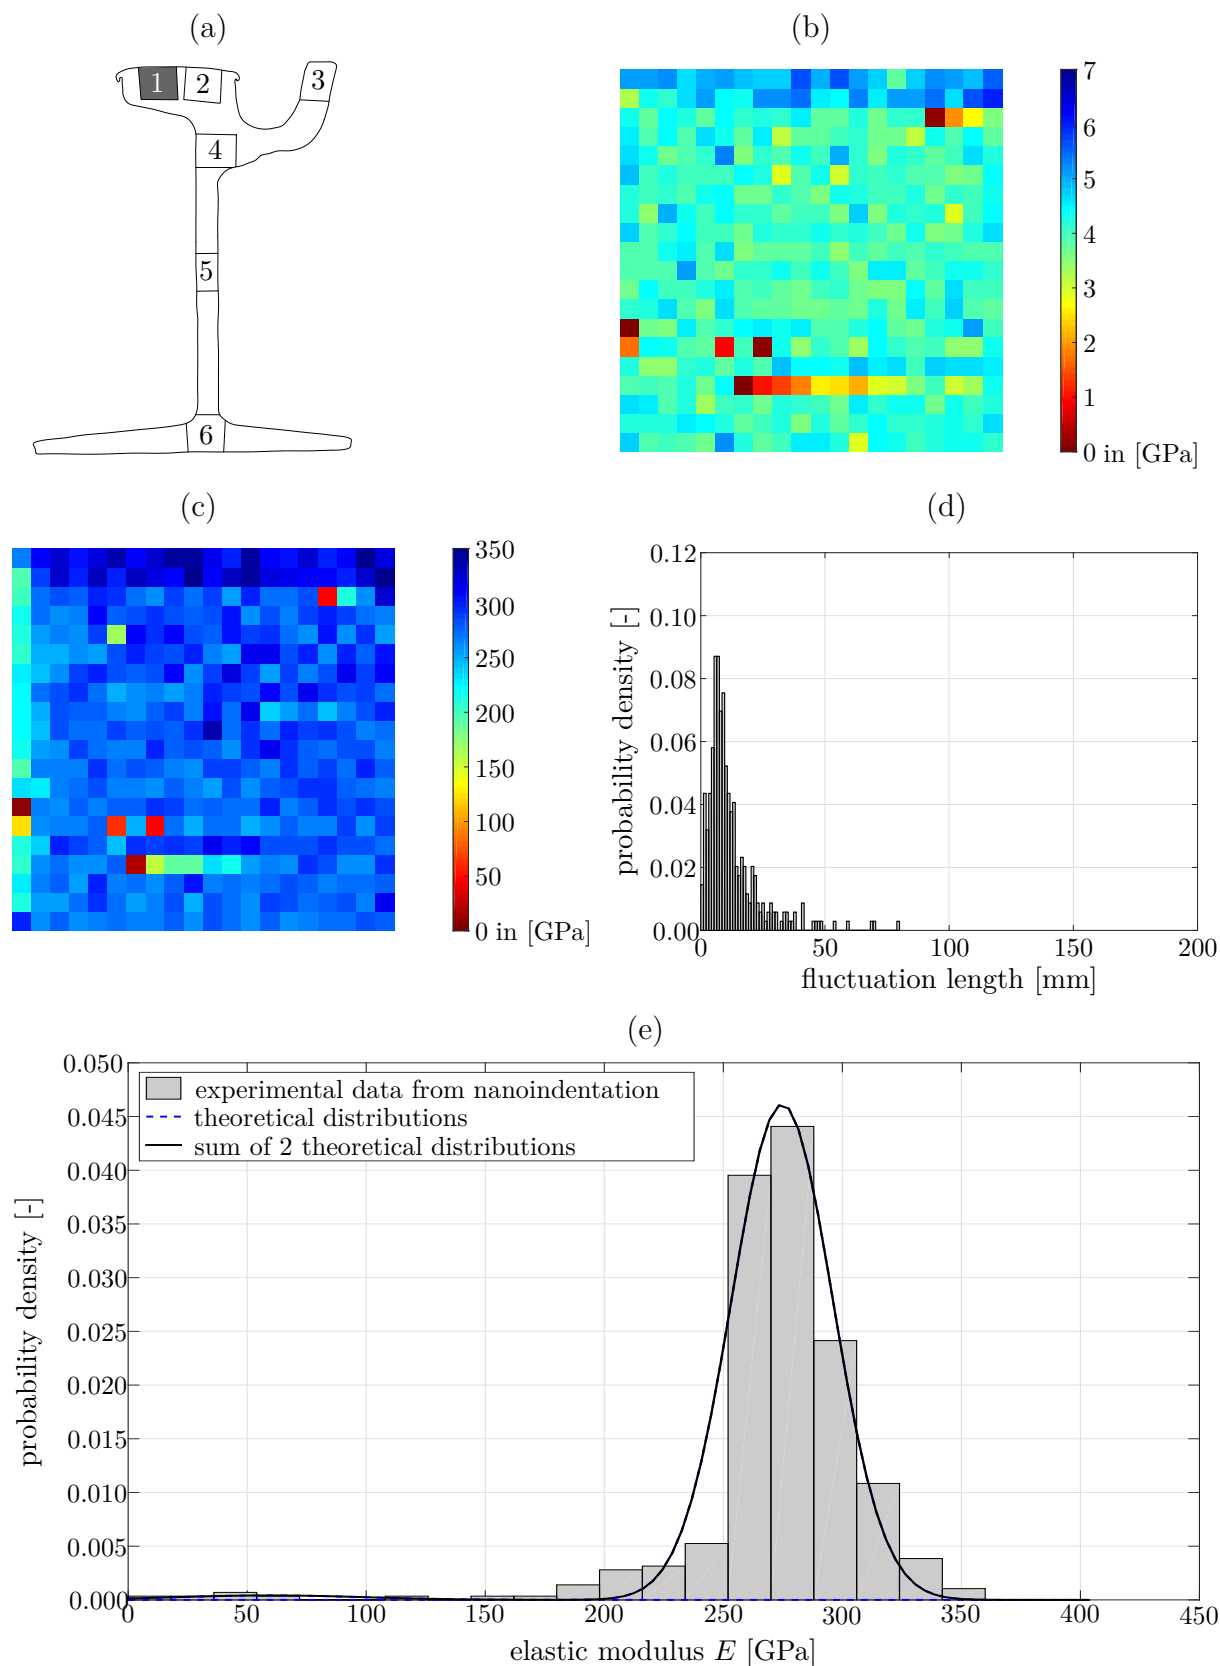 (a)
1 2 3
4
5
6
(b)
7
6
5
4
3
2
1
0 in [GPa]
(c)
350
300
250
200
150
100
50
0 in [GPa]
(d)
probability density [-]
0.12
0.10
0.08
0.06
0.04
0.02
0.00
0 50 100 150 200
fluctuation length [mm]
(e)
probability density [-]
0.050
0.045
0.040
0.035
0.030
0.025
0.020
0.015
0.010
0.005
0.000
experimental data from nanoindentation
theoretical distributions
sum of 2 theoretical distributions
0 50 100 150 200 250 300 350 400 450
elastic modulus E [GPa]